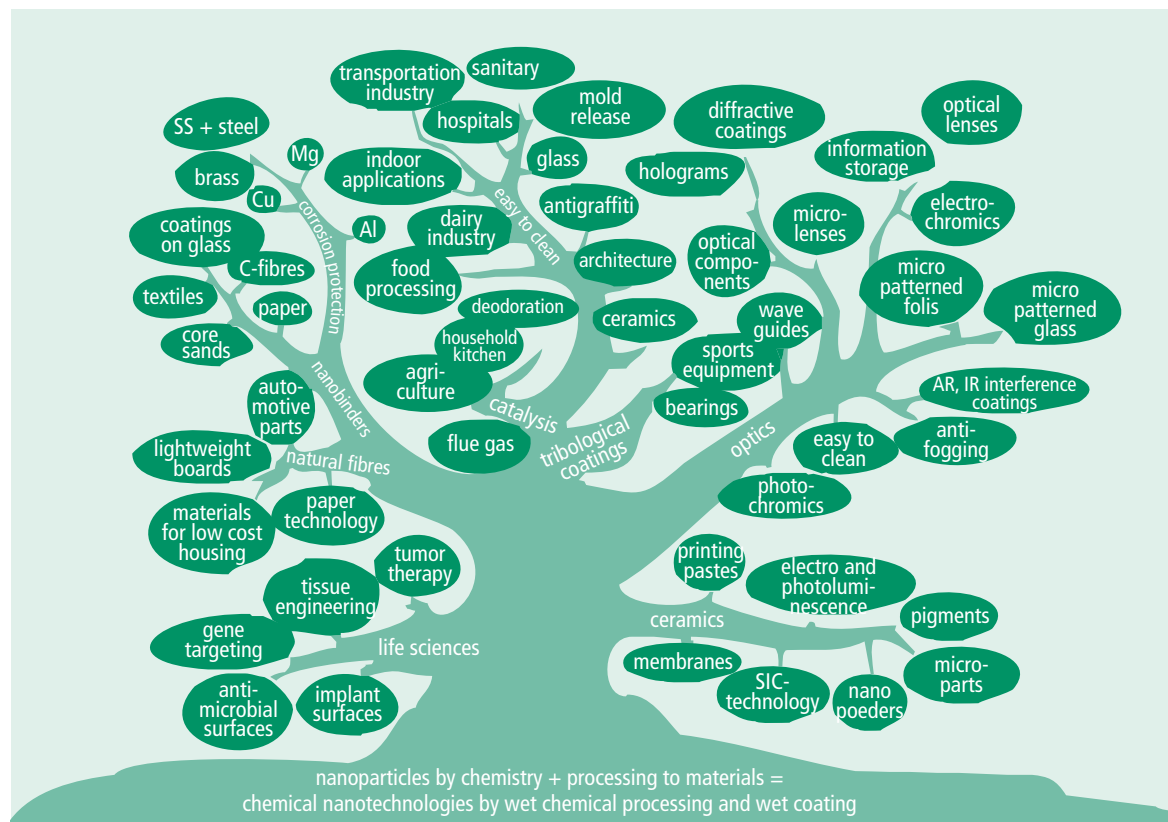 transportation
industry
sanitary
hospitals
mold
release
SS + steel
Mg
brass
Cu
indoor
applications
glass
coatings
on glass
Al
corrosion protection
easy to clean
antigraffiti
dairy
industry
C-fibres
textiles
paper
food
processing
architecture
core
sands
deodoration
household
kitchen
ceramics
agri-
culture
nanobinders
catalysis
tribological
coatings
flue gas
auto-
motive
parts
lightweight
boards
natural fibres
materials
for low cost
housing
paper
technology
diffractive
coatings
optical
lenses
information
storage
holograms
electro-
chromics
micro-
lenses
optical
compo-
nents
micro
patterned
folis
micro
patterned
glass
wave
guides
sports
equipment
bearings
optics
AR, IR interference
coatings
easy to
clean
anti-
fogging
photo-
chromics
tumor
therapy
tissue
engineering
gene
targeting
life sciences
anti-
microbial
surfaces
implant
surfaces
printing
pastes
electro and
photolumi-
nescence
ceramics
pigments
membranes
SIC-
technology
nano
poeders
micro-
parts
nanoparticles by chemistry + processing to materials =
chemical nanotechnologies by wet chemical processing and wet coating